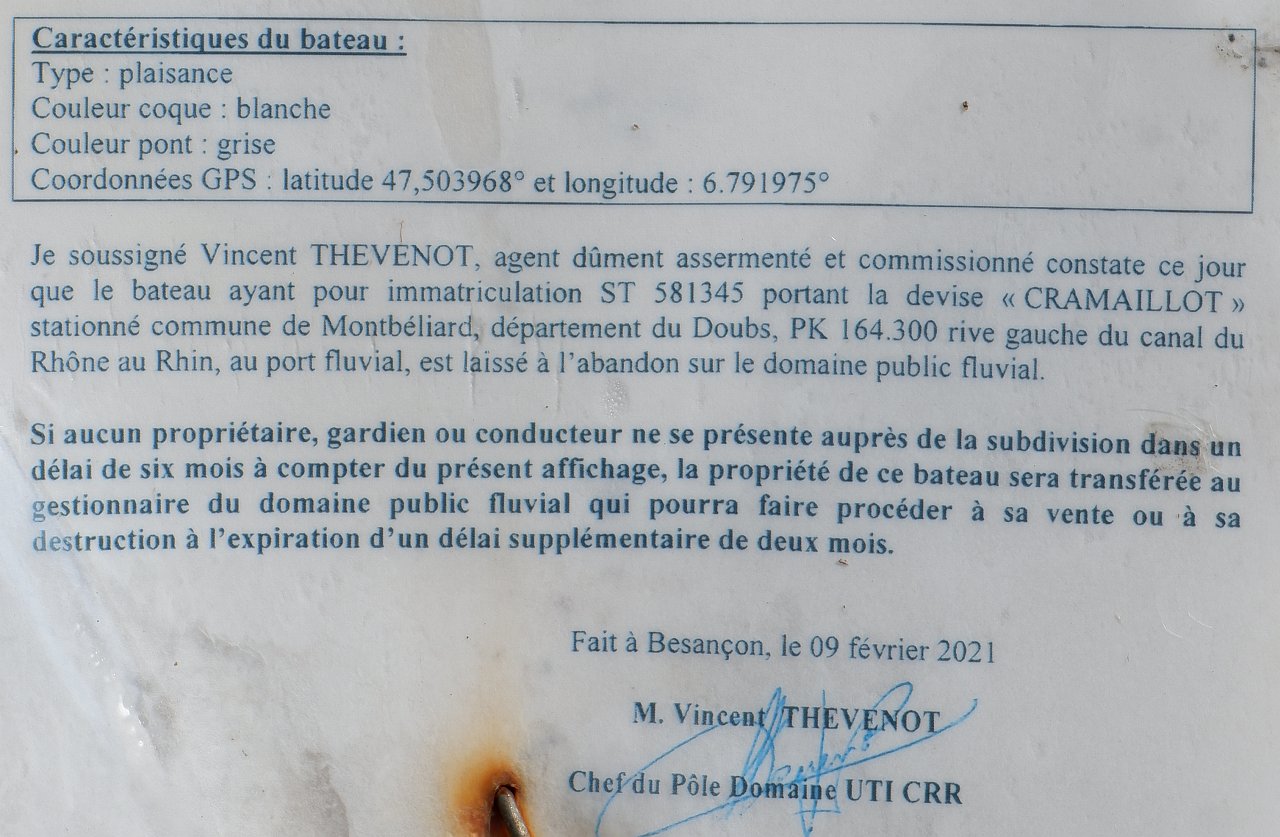 Caractéristiques du bateau :
Type : plaisance
Couleur coque : blanche
Couleur pont : grise
Coordonnées GPS : latitude 47,503968° et longitude : 6.791975°
Je soussigné Vincent THEVENOT, agent dûment assermenté et commissionné constate ce jour
que le bateau ayant pour immatriculation ST 581345 portant la devise « CRAMAILLOT »
stationné commune de Montbéliard, département du Doubs, PK 164.300 rive gauche du canal du
Rhône au Rhin, au port fluvial, est laissé à l’abandon sur le domaine public fluvial.
Si aucun propriétaire, gardien ou conducteur ne se présente auprès de la subdivision dans un
délai de six mois à compter du présent affichage, la propriété de ce bateau sera transférée au
gestionnaire du domaine public fluvial qui pourra faire procéder à sa vente ou à sa
destruction à l’expiration d’un délai supplémentaire de deux mois.
Fait à Besançon, le 09 février 2021
M. Vincent THEVENOT
Chef du Pôle Domaine UTI CRR